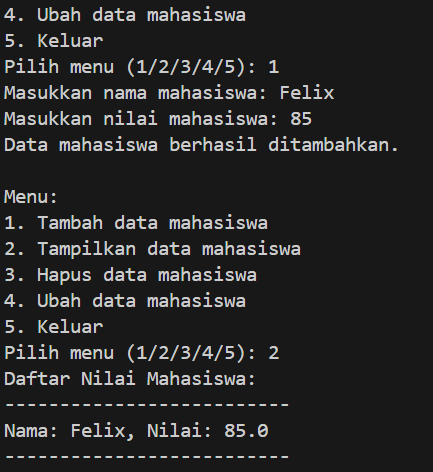 4. Ubah data mahasiswa
5. Keluar
Pilih menu (1/2/3/4/5): 1
Masukkan nama mahasiswa: Felix
Masukkan nilai mahasiswa: 85
Data mahasiswa berhasil ditambahkan.

Menu:
1. Tambah data mahasiswa
2. Tampilkan data mahasiswa
3. Hapus data mahasiswa
4. Ubah data mahasiswa
5. Keluar
Pilih menu (1/2/3/4/5): 2
Daftar Nilai Mahasiswa:
--------------------------
Nama: Felix, Nilai: 85.0
--------------------------